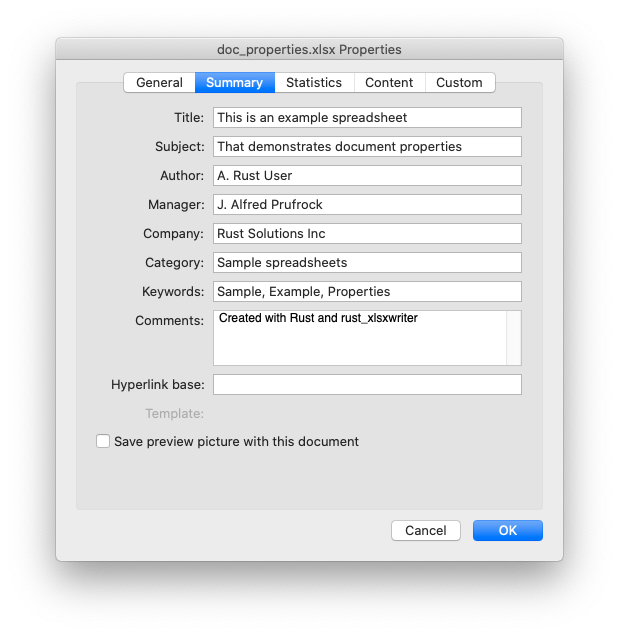 doc_properties.xlsx Properties
General Summary Statistics Content Custom
Title: This is an example spreadsheet
Subject: That demonstrates document properties
Author: A. Rust User
Manager: J. Alfred Prufrock
Company: Rust Solutions Inc
Category: Sample spreadsheets
Keywords: Sample, Example, Properties
Comments: Created with Rust and rust_xlsxwriter
Hyperlink base:
Template:
Save preview picture with this document
Cancel OK